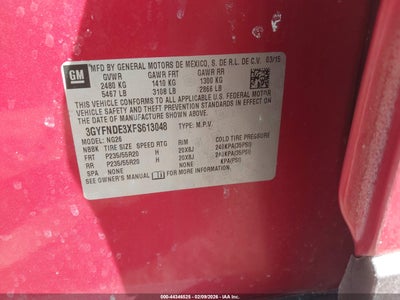 GM
MFD BY GENERAL MOTORS DE MEXICO, S. DE R.L. DE C.V. 03/15
GVWR GAWR FRT GAWR RR
2480 KG 1410 KG 1300 KG
5467 LB 3108 LB 2866 LB
THIS VEHICLE CONFORMS TO ALL APPLICABLE U.S. FEDERAL MOTOR
VEHICLE SAFETY, BUMPER, AND THEFT PREVENTION STANDARDS IN
EFFECT ON THE DATE OF MANUFACTURE SHOWN ABOVE.
3GYFNDE3XFS613048 TYPE: M.P.V.
MODEL: NG26
NBBK TIRE SIZE SPEED RTG RIM COLD TIRE PRESSURE
FRT P235/55R20 H 20X8J 240KPA(35PSI)
RR P235/55R20 H 20X8J 240KPA(35PSI)
SPA NONE NONE KPA(PSI)
SEE OWNER'S MANUAL FOR MORE INFORMATION.
000-44346525 - 02/09/2026 - IAA